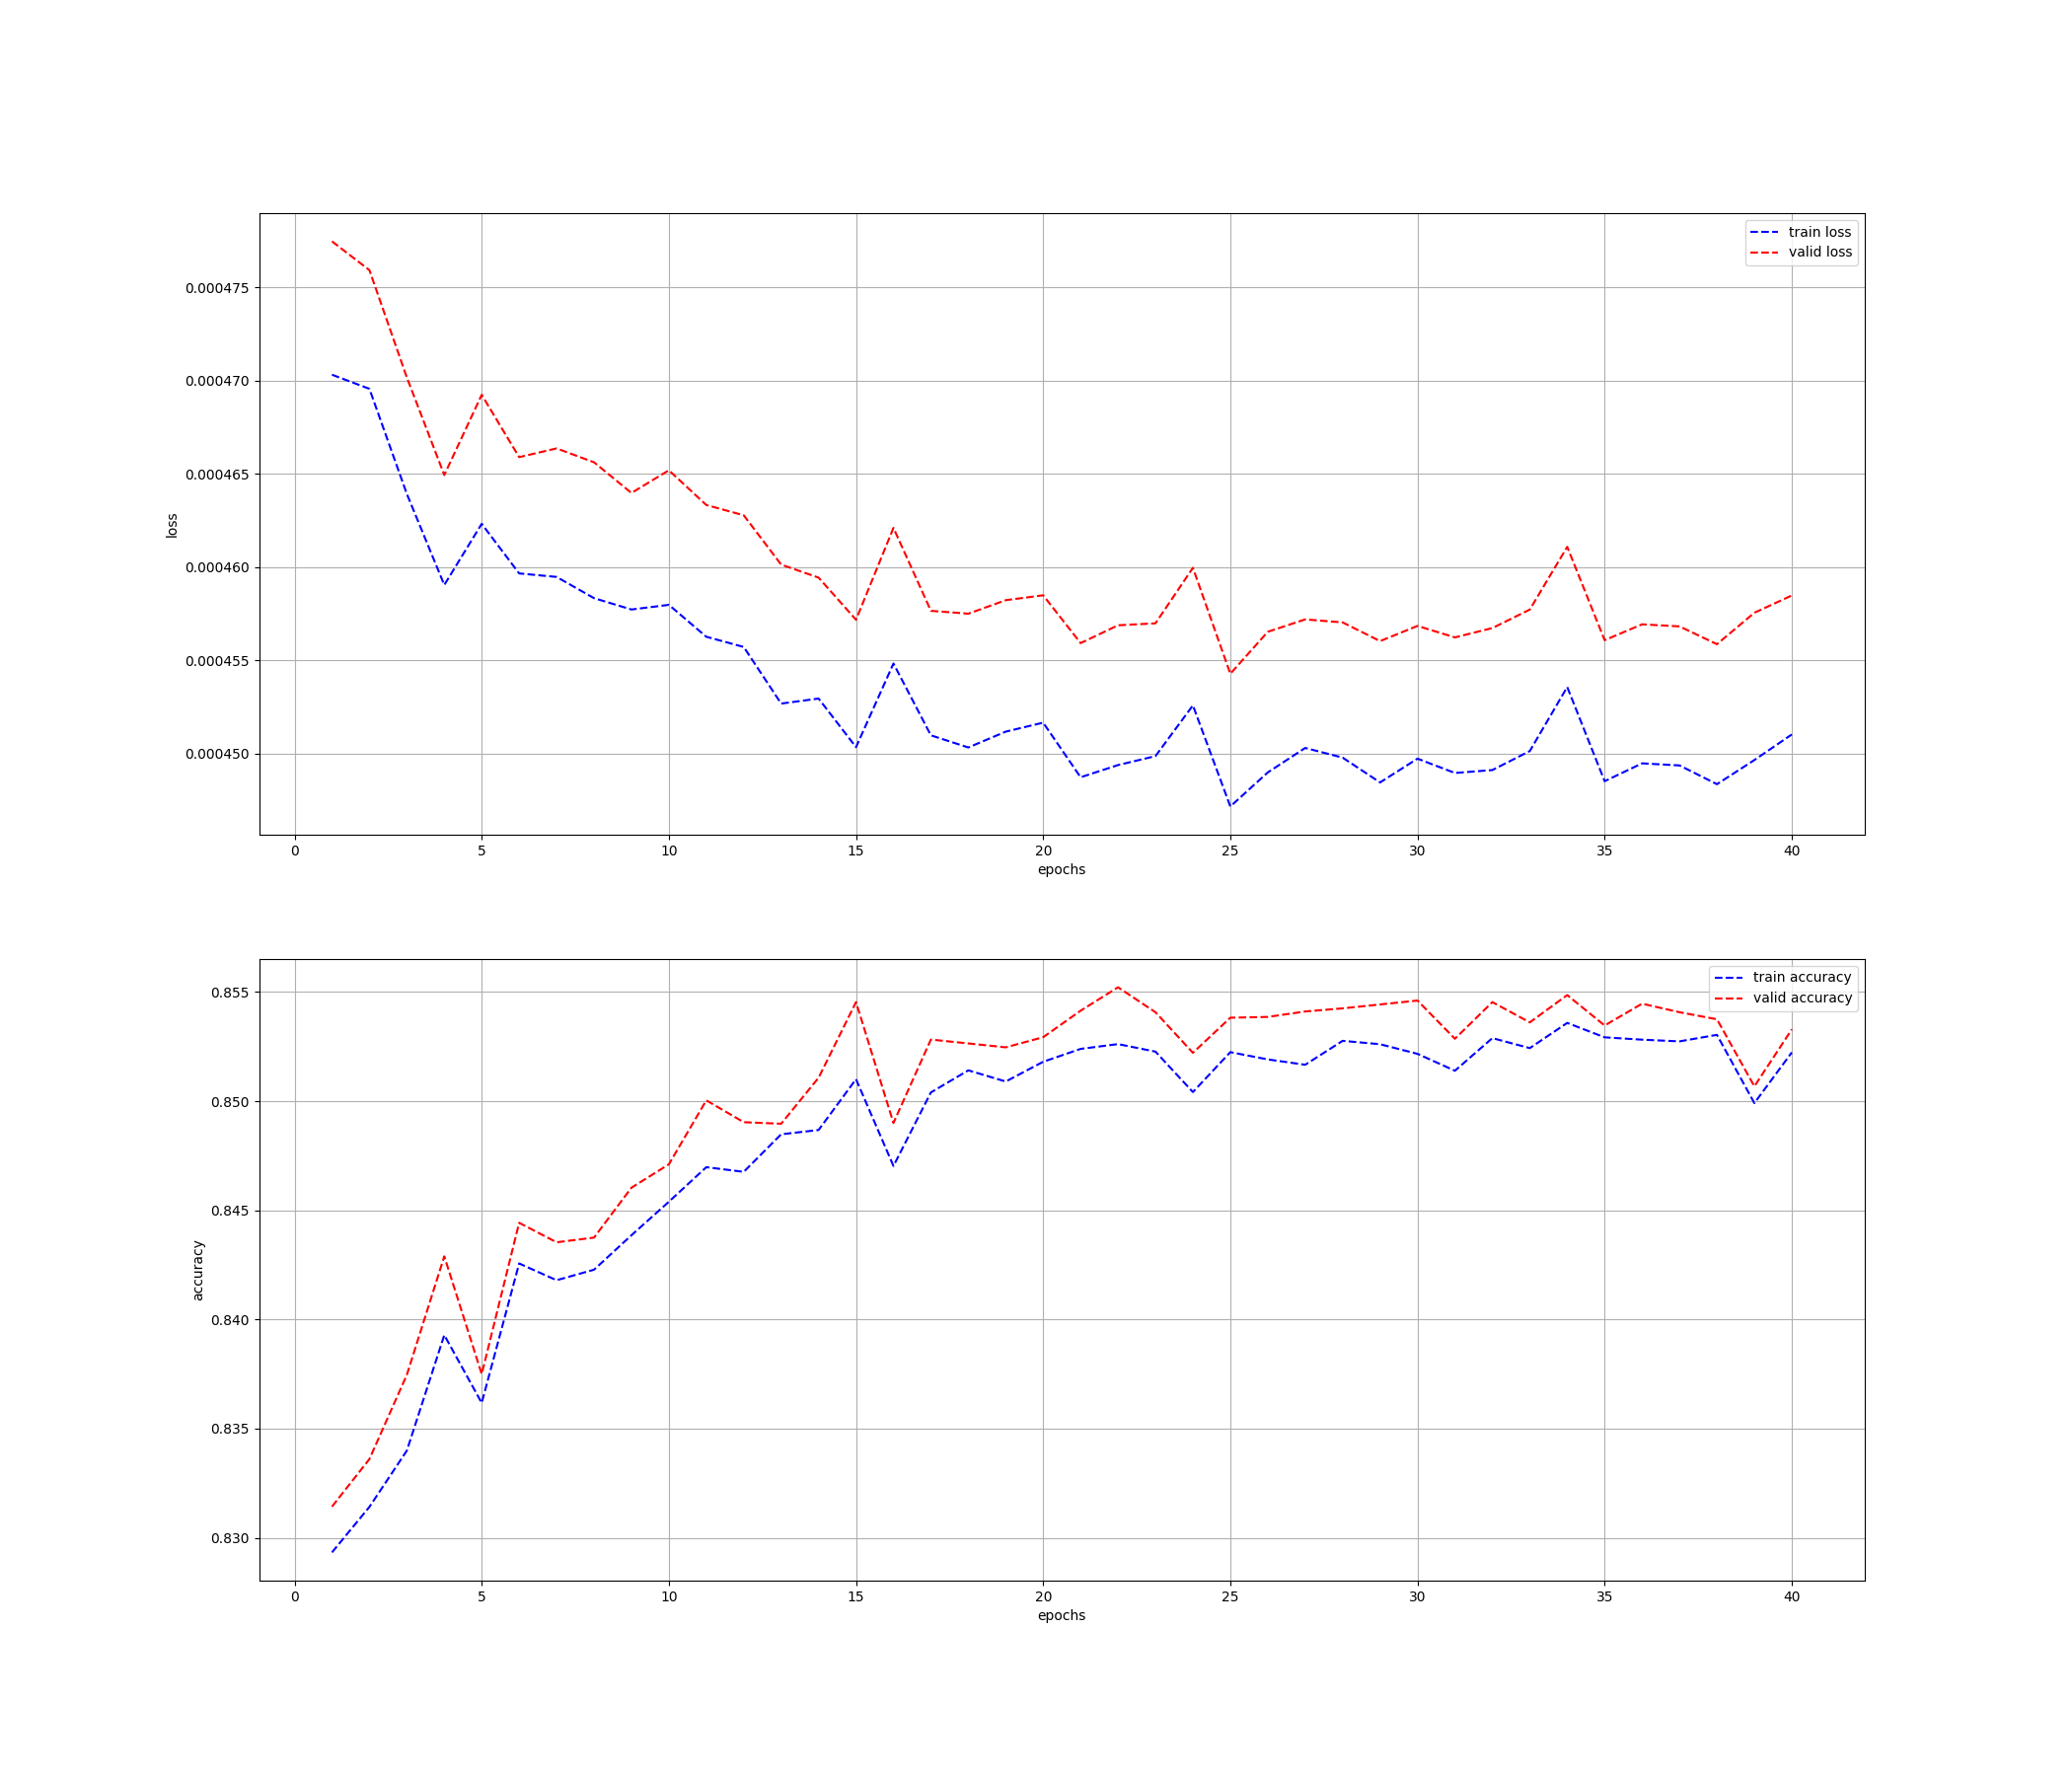 train loss
valid loss
0.000475
0.000470
0.000465
0.000460
0.000455
0.000450
loss
0 5 10 15 20 25 30 35 40
epochs
train accuracy
valid accuracy
0.855
0.850
0.845
0.840
0.835
0.830
accuracy
0 5 10 15 20 25 30 35 40
epochs